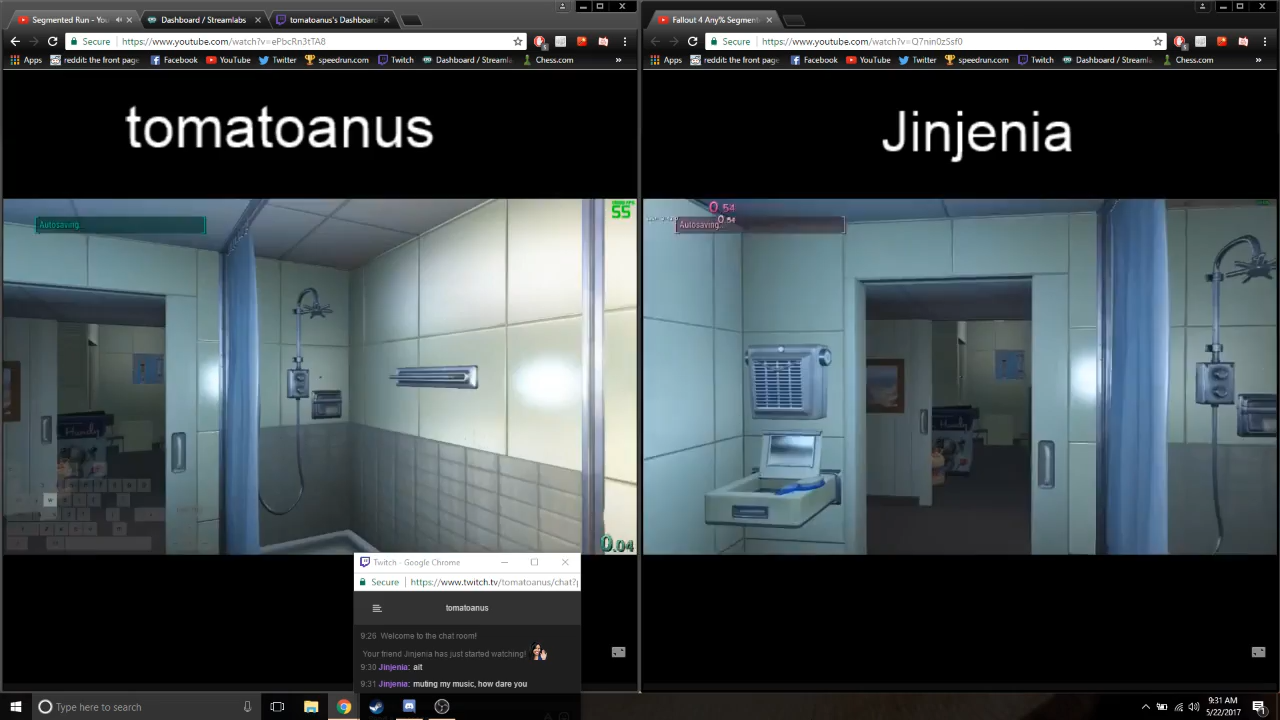 Segmented Run - You
Dashboard / Streamlabs
tomatoanus's Dashboard
Secure https://www.youtube.com/watch?v=ePbcRn3tTA8
Apps reddit: the front page Facebook YouTube Twitter speedrun.com Twitch Dashboard / Streamla Chess.com »
tomatoanus
Autosaving...
55
0.04
Fallout 4 Any% Segment
Secure https://www.youtube.com/watch?v=Q7nin0zSsf0
Apps reddit: the front page Facebook YouTube Twitter speedrun.com Twitch Dashboard / Streamla Chess.com »
Jinjenia
0.54
0.54
Autosaving...
Twitch - Google Chrome
Secure https://www.twitch.tv/tomatoanus/chat?
tomatoanus
9:26 Welcome to the chat room!
Your friend Jinjenia has just started watching!
9:30 Jinjenia: ait
9:31 Jinjenia: muting my music, how dare you
Type here to search
9:31 AM
5/22/2017